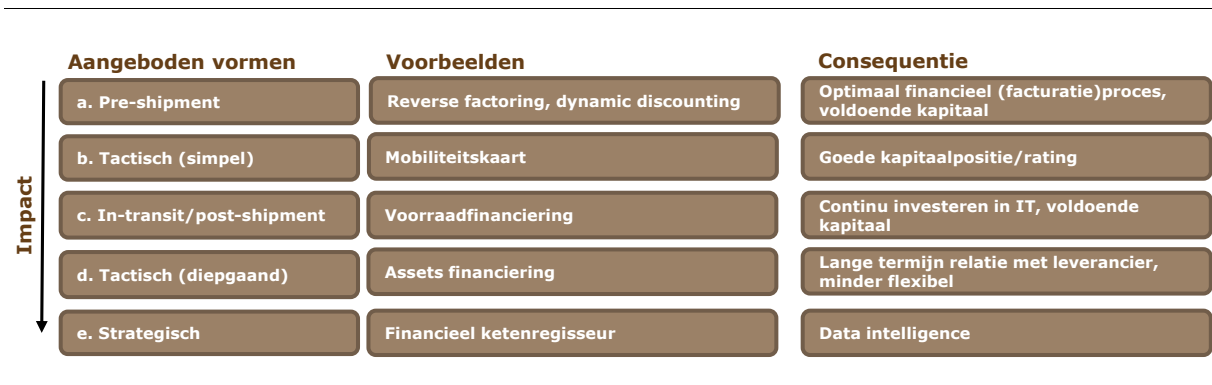 Aangeboden vormen
Voorbeelden
Consequentie
a. Pre-shipment
Reverse factoring, dynamic discounting
Optimaal financieel (facturatie)proces,
voldoende kapitaal
b. Tactisch (simpel)
Mobiliteitskaart
Goede kapitaalpositie/rating
c. In-transit/post-shipment
Voorraadfinanciering
Continu investeren in IT, voldoende
kapitaal
d. Tactisch (diepgaand)
Assets financiering
Lange termijn relatie met leverancier,
minder flexibel
e. Strategisch
Financieel ketenregisseur
Data intelligence
Impact